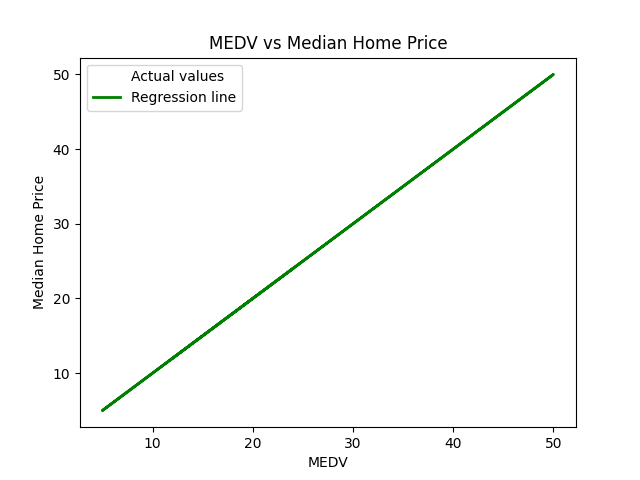 MEDV vs Median Home Price
Actual values
Regression line
50
40
30
20
10
Median Home Price
10 20 30 40 50
MEDV